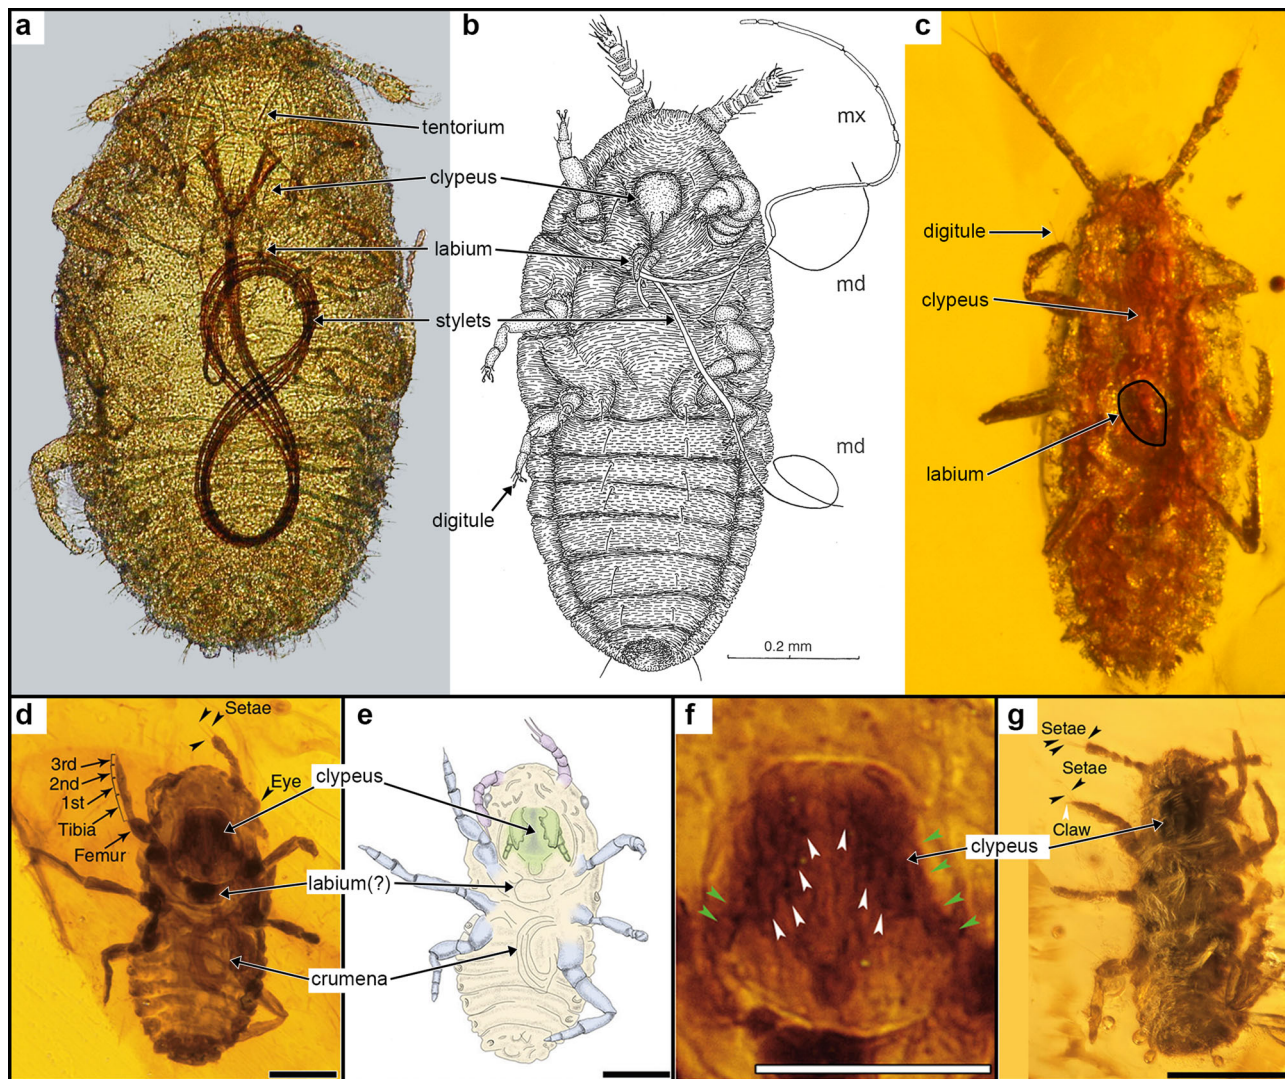 a
b
c
tentorium
clypeus
labium
stylets
digitule
mx
md
md
0.2 mm
digitule
clypeus
labium
d
Setae
3rd
2nd
1st
Tibia
Femur
Eye
e
clypeus
labium(?)
crumena
f
clypeus
g
Setae
Setae
Claw